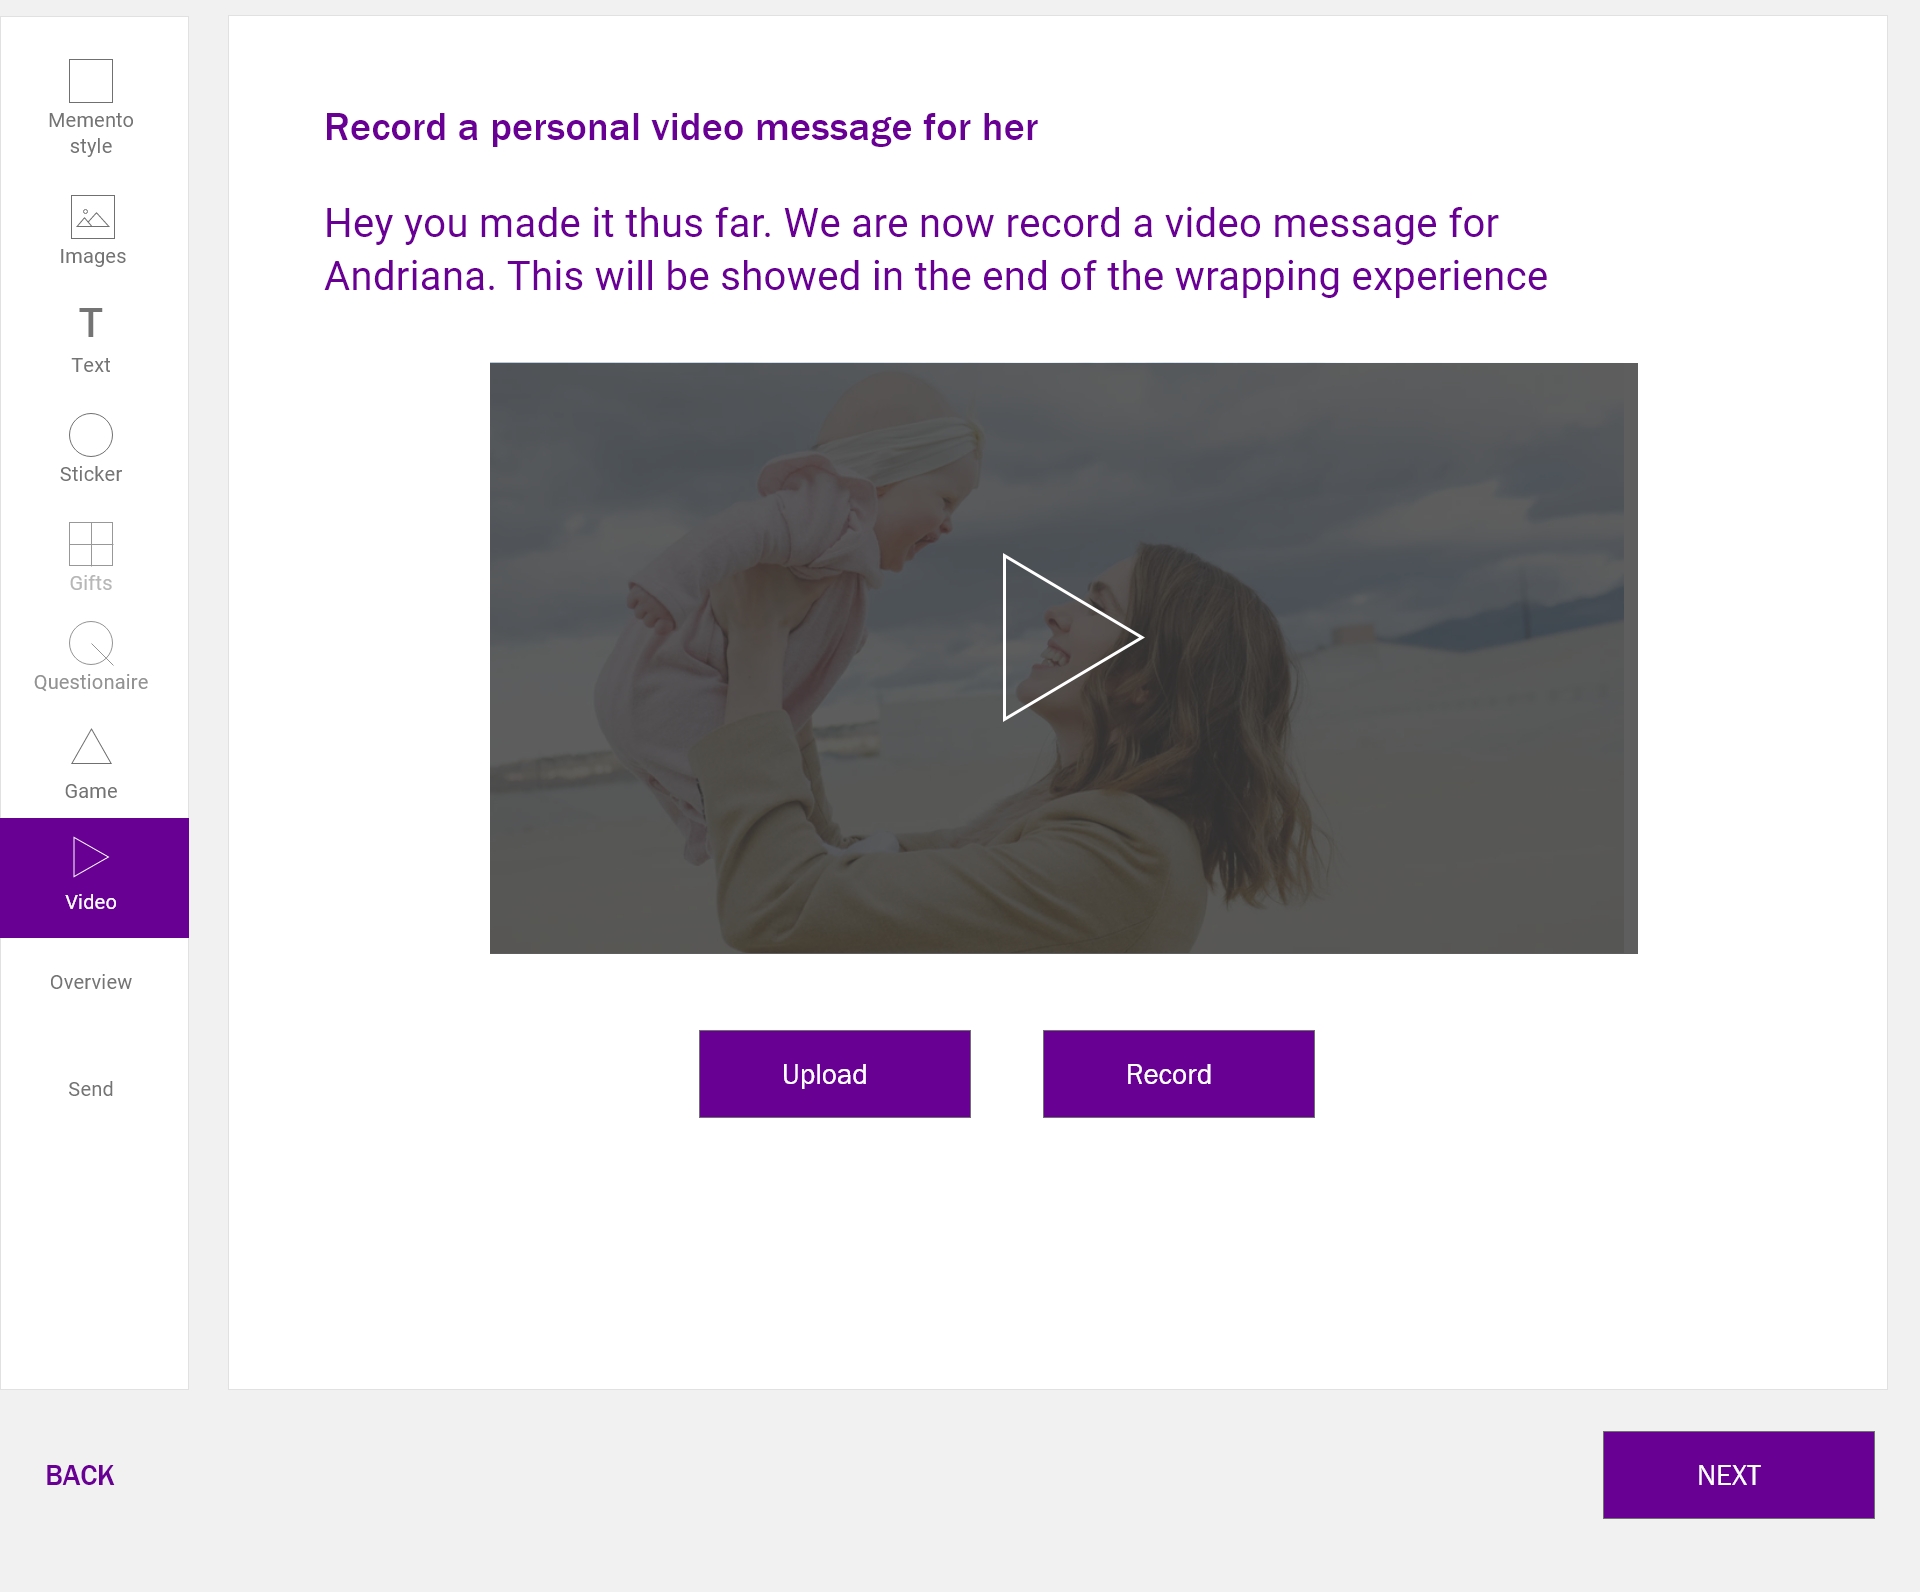 Memento
style
Images
T
Text
Sticker
Gifts
Questionaire
Game
Video
Overview
Send
Record a personal video message for her
Hey you made it thus far. We are now record a video message for
Andriana. This will be showed in the end of the wrapping experience
Upload
Record
BACK
NEXT